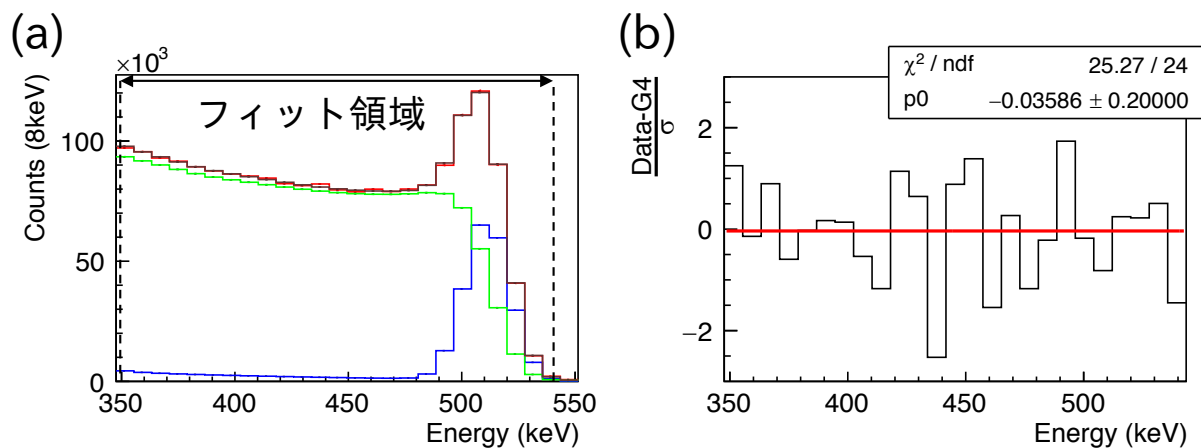 (a)
×10³
フィット領域
Counts (8keV)
100
50
0
350 400 450 500 550
Energy (keV)
(b)
Data-G4
σ
χ² / ndf 25.27 / 24
p0 −0.03586 ± 0.20000
2
0
−2
350 400 450 500
Energy (keV)